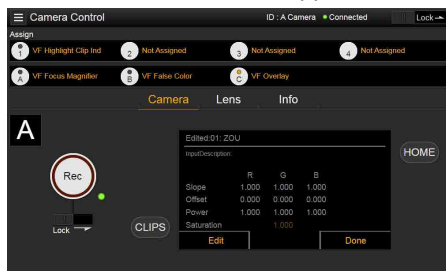 Camera Control
ID : A Camera
Connected
Lock
Assign
1 VF Highlight Clip Ind
2 Not Assigned
3 Not Assigned
4 Not Assigned
A VF Focus Magnifier
B VF False Color
C VF Overlay
Camera
Lens
Info
A
Edited:01: ZOU
InputDescription:
HOME
R G B
Rec
Slope 1.000 1.000 1.000
Offset 0.000 0.000 0.000
Power 1.000 1.000 1.000
Saturation 1.000
Lock
CLIPS
Edit
Done